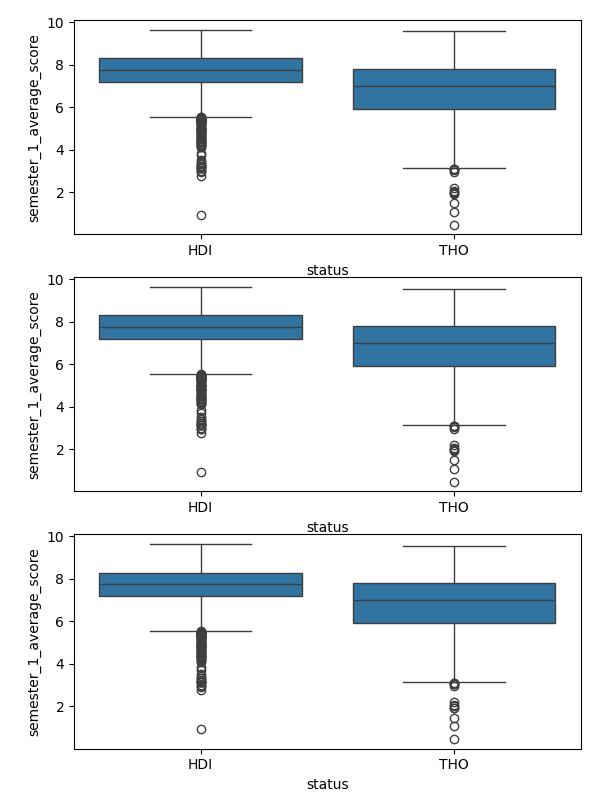 10
8
6
4
2
semester_1_average_score
HDI
THO
status
10
8
6
4
2
semester_1_average_score
HDI
THO
status
10
8
6
4
2
semester_1_average_score
HDI
THO
status